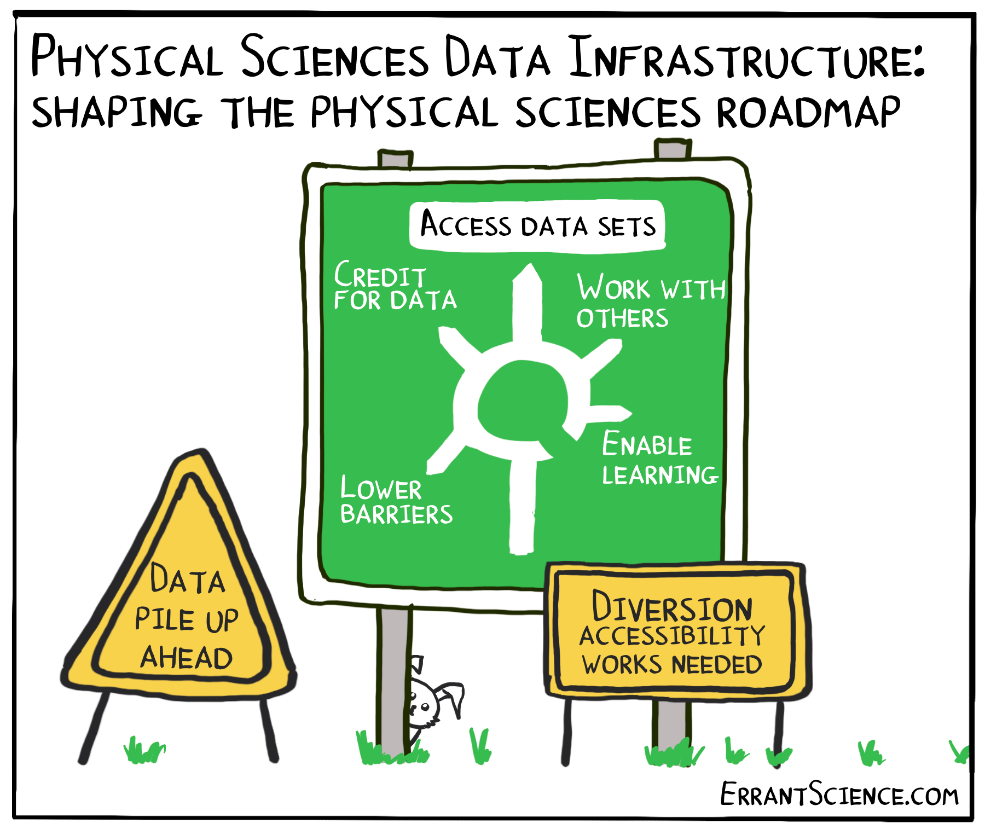 Physical Sciences Data Infrastructure:
shaping the physical sciences roadmap
Access data sets
Credit
for data
Work with
others
Enable
learning
Lower
barriers
Data
pile up
ahead
Diversion
accessibility
works needed
ErrantScience.com